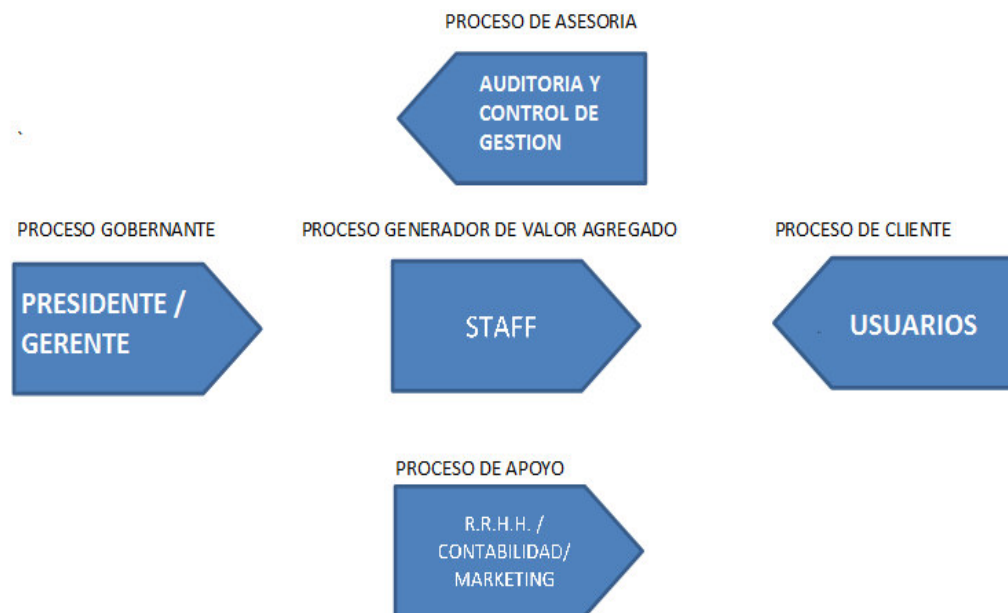 PROCESO DE ASESORIA
AUDITORIA Y
CONTROL DE
GESTION
PROCESO GOBERNANTE
PROCESO GENERADOR DE VALOR AGREGADO
PROCESO DE CLIENTE
PRESIDENTE /
GERENTE
STAFF
USUARIOS
PROCESO DE APOYO
R.R.H.H. /
CONTABILIDAD/
MARKETING